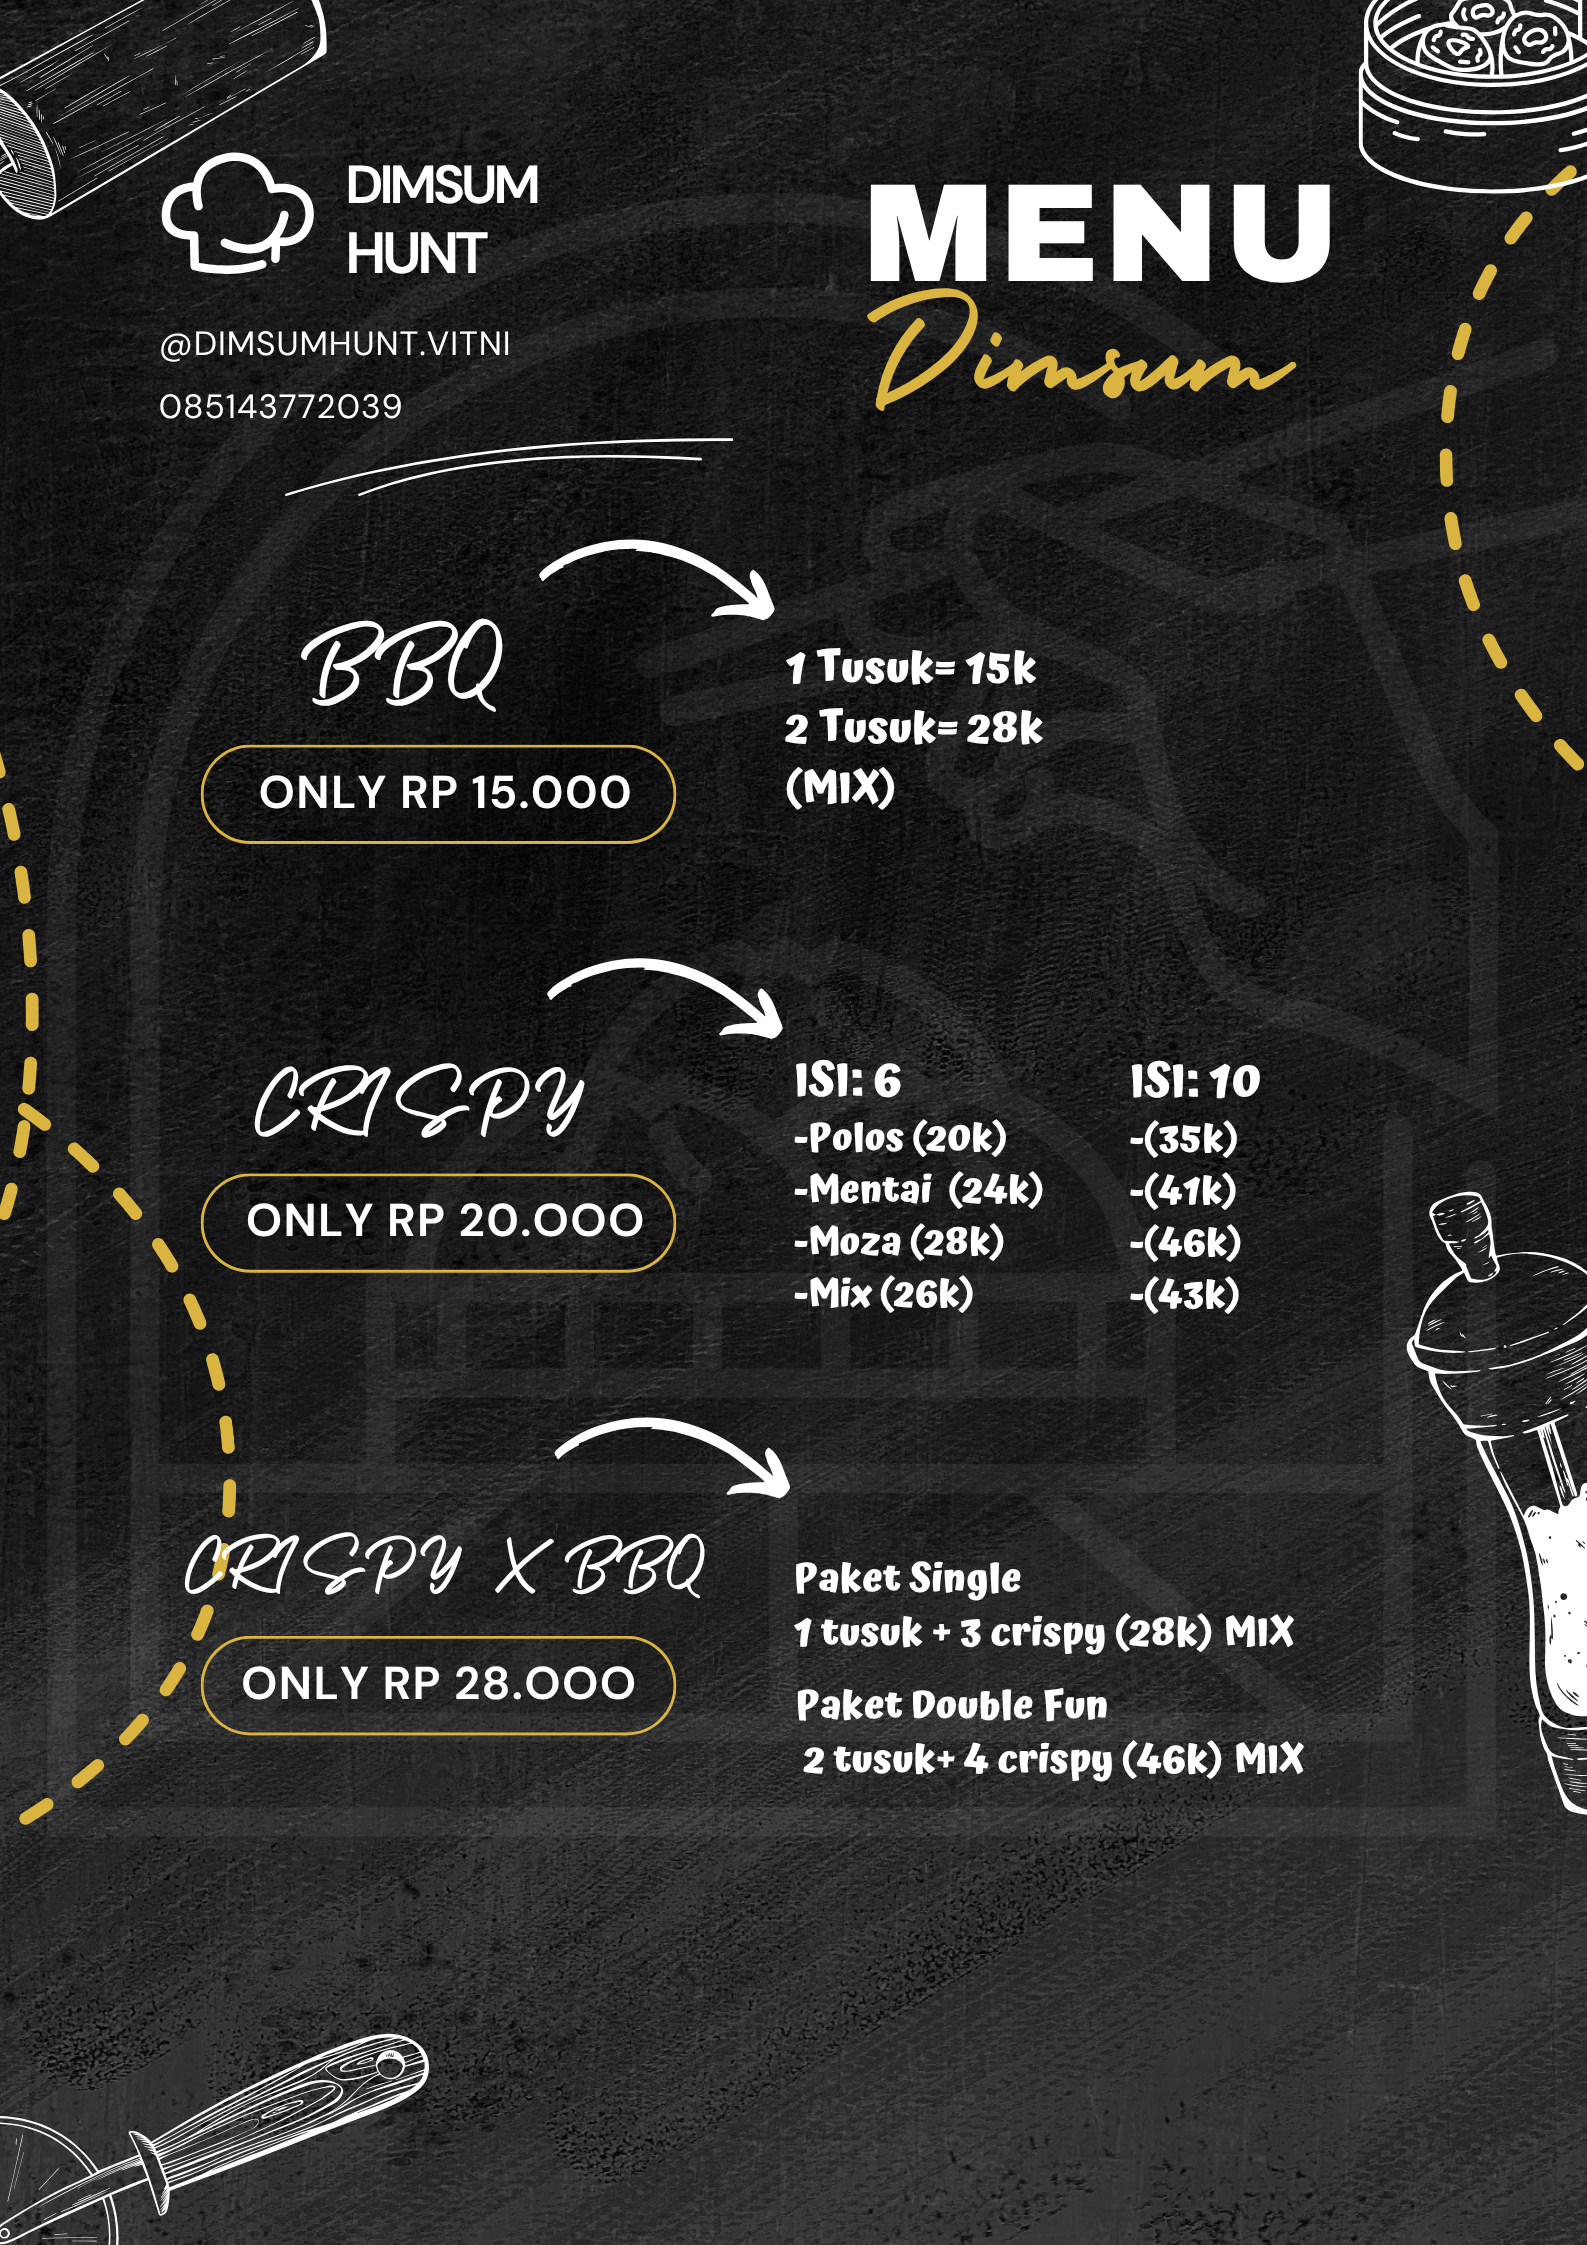 DIMSUM
HUNT
@DIMSUMHUNT.VITNI
085143772039
MENU
Dimsum
BBQ
ONLY RP 15.000
1 Tusuk= 15k
2 Tusuk= 28k
(MIX)
CRISPY
ONLY RP 20.000
ISI: 6
-Polos (20k)
-Mentai (24k)
-Moza (28k)
-Mix (26k)
ISI: 10
-(35k)
-(41k)
-(46k)
-(43k)
CRISPY X BBQ
ONLY RP 28.000
Paket Single
1 tusuk + 3 crispy (28k) MIX
Paket Double Fun
2 tusuk+ 4 crispy (46k) MIX